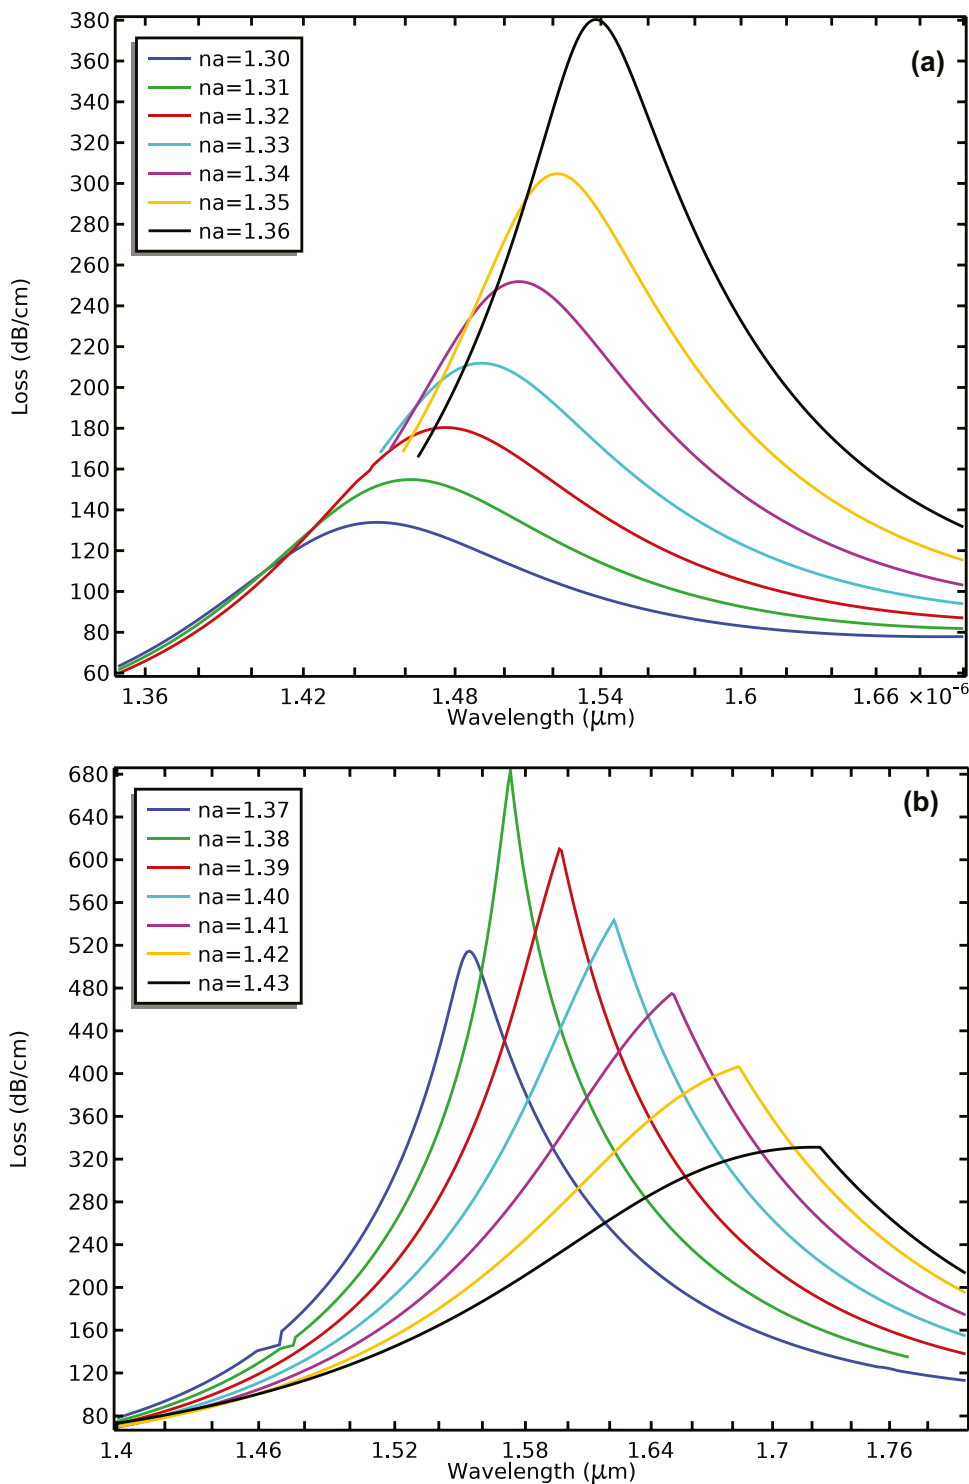 380
360
340
320
300
280
260
240
220
200
180
160
140
120
100
80
60
Loss (dB/cm)
na=1.30
na=1.31
na=1.32
na=1.33
na=1.34
na=1.35
na=1.36
(a)
1.36 1.42 1.48 1.54 1.6 1.66 ×10⁻⁶
Wavelength (μm)
680
640
600
560
520
480
440
400
360
320
280
240
200
160
120
80
Loss (dB/cm)
na=1.37
na=1.38
na=1.39
na=1.40
na=1.41
na=1.42
na=1.43
(b)
1.4 1.46 1.52 1.58 1.64 1.7 1.76
Wavelength (μm)